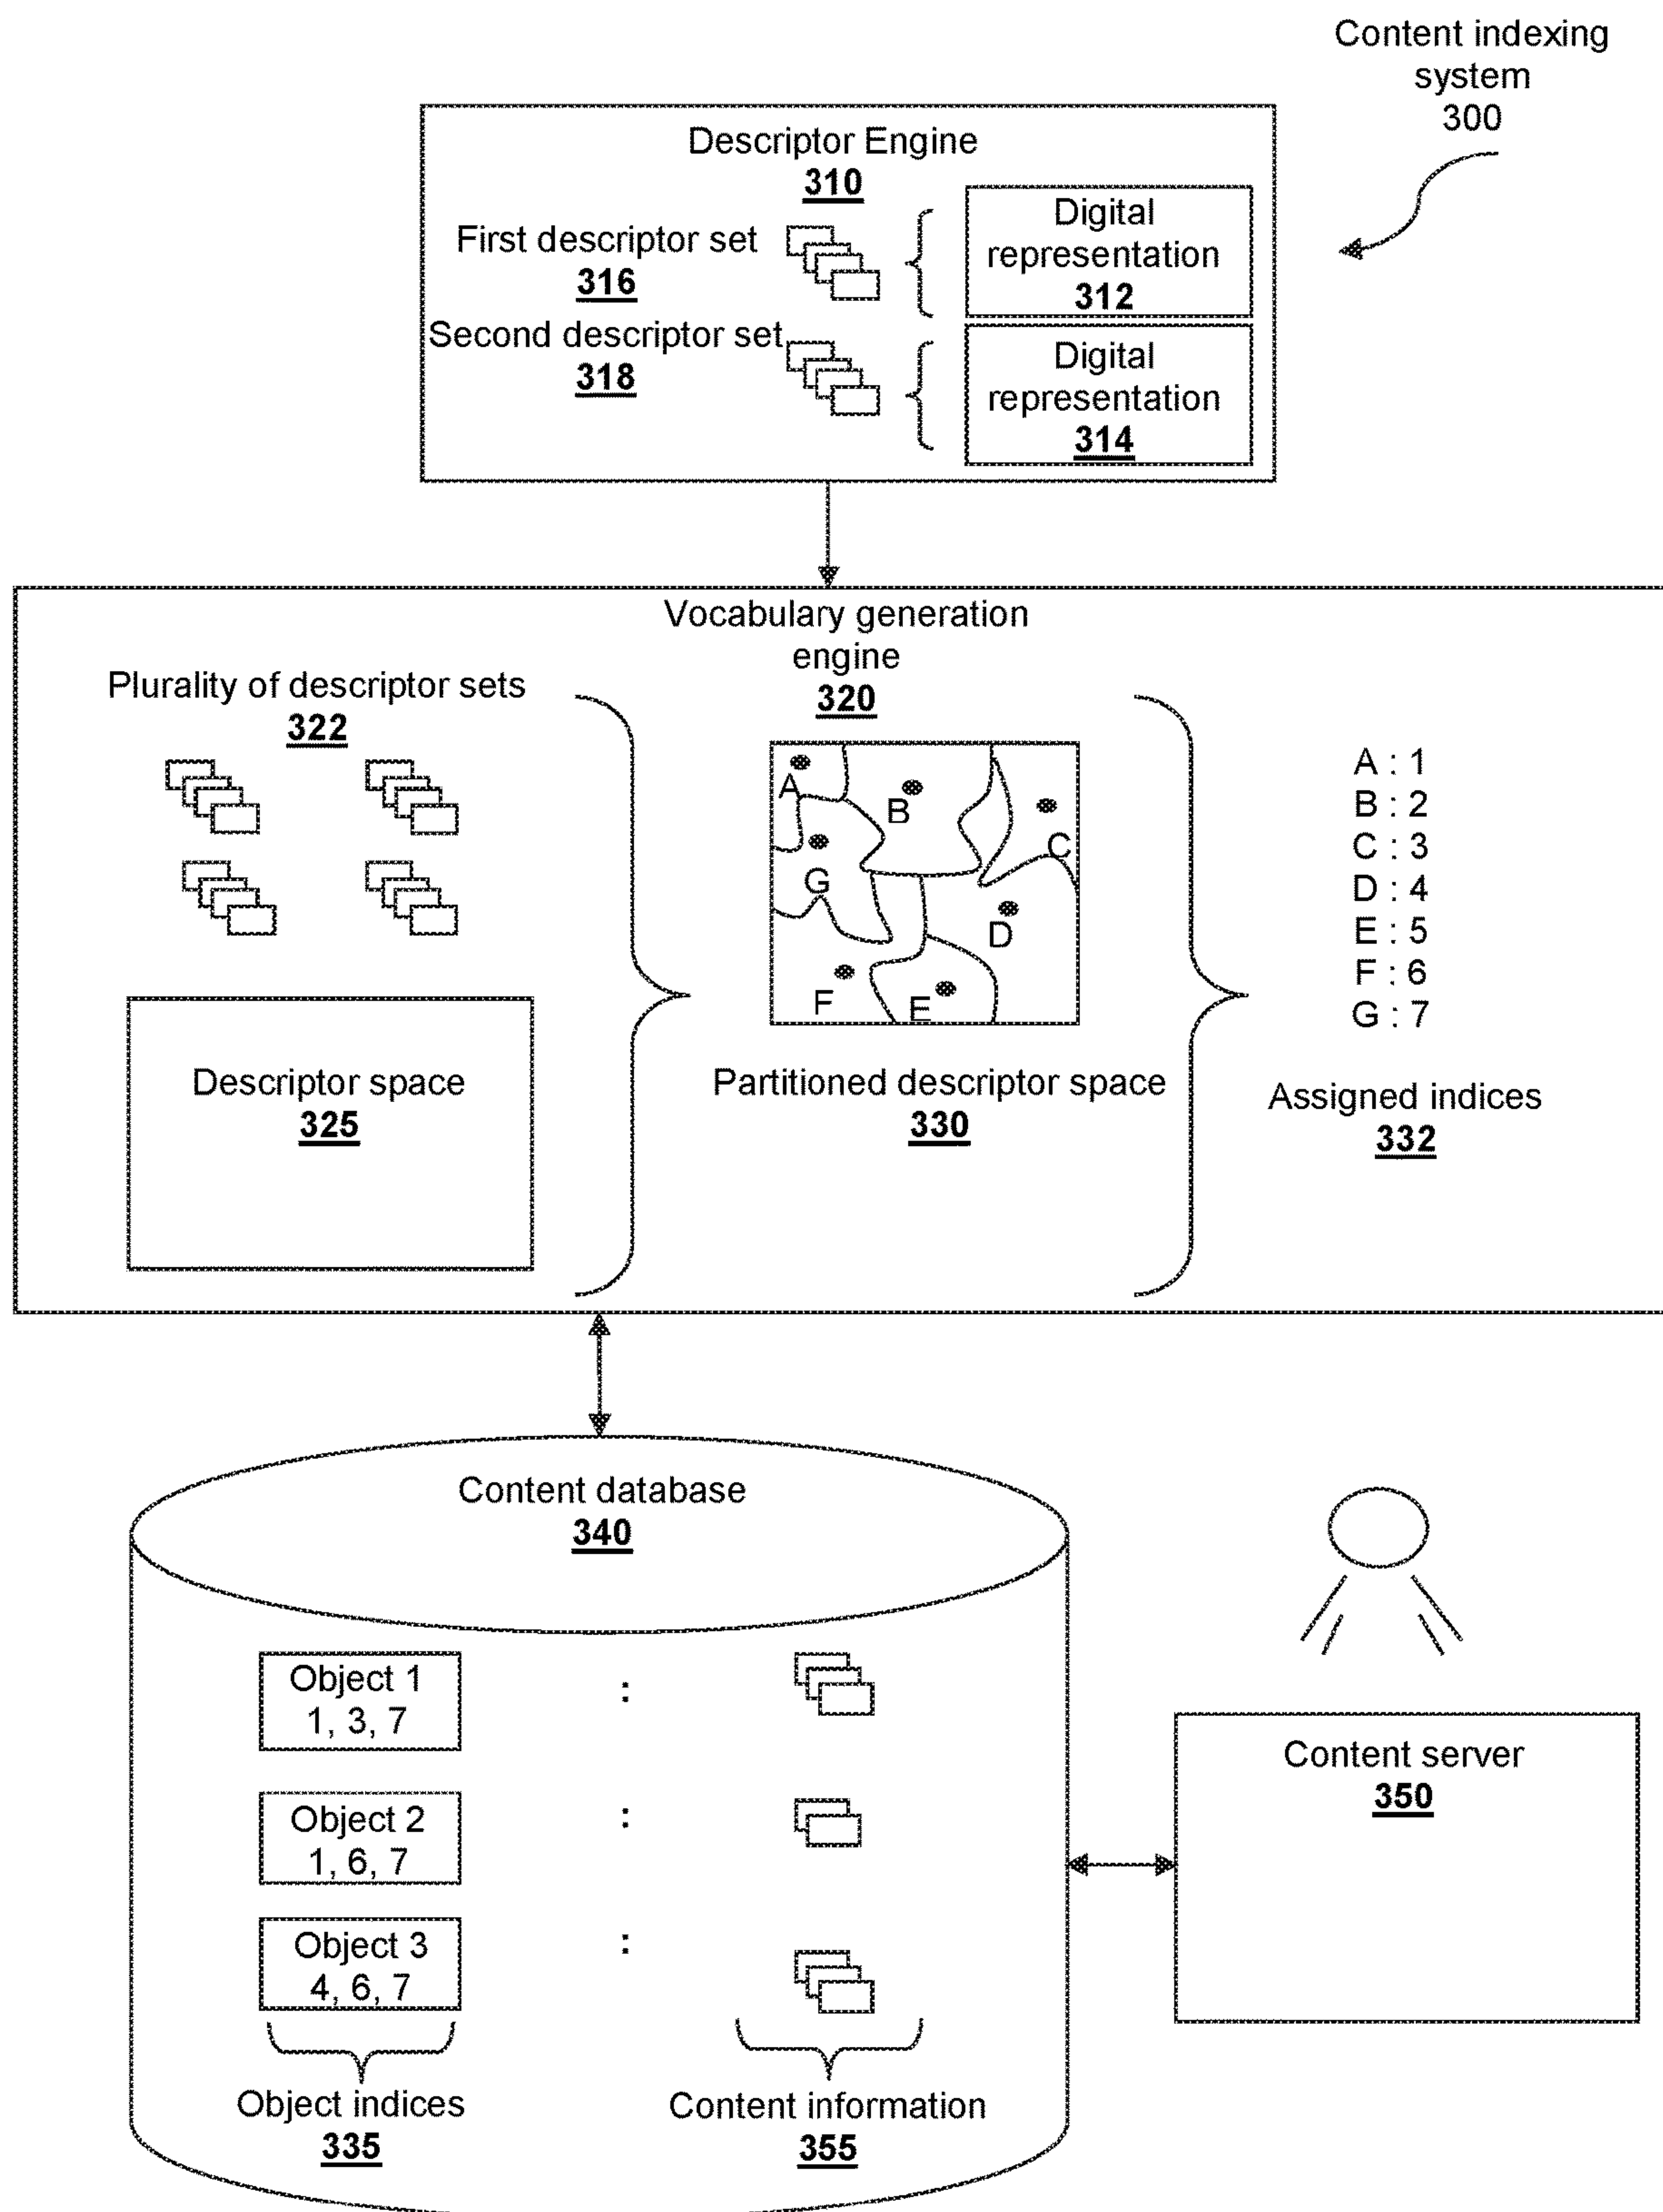 Content indexing
system
300
Descriptor Engine
310
First descriptor set
316
Digital
representation
312
Second descriptor set
318
Digital
representation
314
Vocabulary generation
engine
320
Plurality of descriptor sets
322
A
B
C
G
D
F
E
A : 1
B : 2
C : 3
D : 4
E : 5
F : 6
G : 7
Descriptor space
325
Partitioned descriptor space
330
Assigned indices
332
Content database
340
Object 1
1, 3, 7
:
Object 2
1, 6, 7
:
Object 3
4, 6, 7
:
Content server
350
Object indices
335
Content information
355